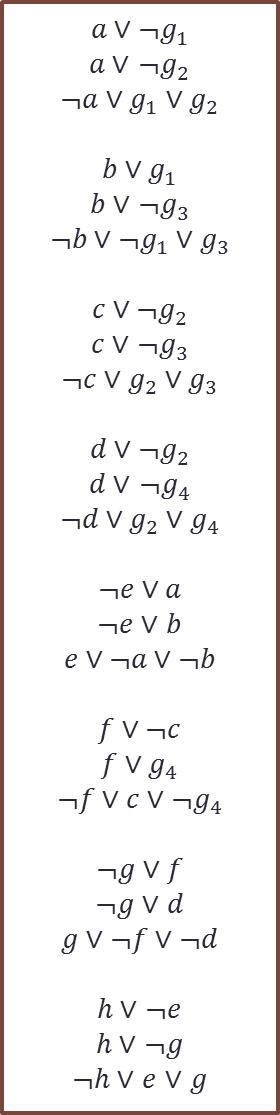 a ∨ ¬g₁
a ∨ ¬g₂
¬a ∨ g₁ ∨ g₂
b ∨ g₁
b ∨ ¬g₃
¬b ∨ ¬g₁ ∨ g₃
c ∨ ¬g₂
c ∨ ¬g₃
¬c ∨ g₂ ∨ g₃
d ∨ ¬g₂
d ∨ ¬g₄
¬d ∨ g₂ ∨ g₄
¬e ∨ a
¬e ∨ b
e ∨ ¬a ∨ ¬b
f ∨ ¬c
f ∨ g₄
¬f ∨ c ∨ ¬g₄
¬g ∨ f
¬g ∨ d
g ∨ ¬f ∨ ¬d
h ∨ ¬e
h ∨ ¬g
¬h ∨ e ∨ g